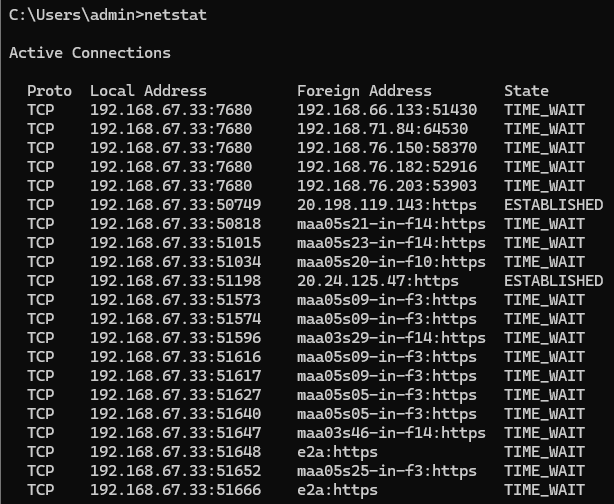 C:\Users\admin>netstat
Active Connections
Proto  Local Address          Foreign Address        State
TCP    192.168.67.33:7680     192.168.66.133:51430   TIME_WAIT
TCP    192.168.67.33:7680     192.168.71.84:64530    TIME_WAIT
TCP    192.168.67.33:7680     192.168.76.150:58370   TIME_WAIT
TCP    192.168.67.33:7680     192.168.76.182:52916   TIME_WAIT
TCP    192.168.67.33:7680     192.168.76.203:53903   TIME_WAIT
TCP    192.168.67.33:50749    20.198.119.143:https   ESTABLISHED
TCP    192.168.67.33:50818    maa05s21-in-f14:https  TIME_WAIT
TCP    192.168.67.33:51015    maa05s23-in-f14:https  TIME_WAIT
TCP    192.168.67.33:51034    maa05s20-in-f10:https  TIME_WAIT
TCP    192.168.67.33:51198    20.24.125.47:https     ESTABLISHED
TCP    192.168.67.33:51573    maa05s09-in-f3:https   TIME_WAIT
TCP    192.168.67.33:51574    maa05s09-in-f3:https   TIME_WAIT
TCP    192.168.67.33:51596    maa03s29-in-f14:https  TIME_WAIT
TCP    192.168.67.33:51616    maa05s09-in-f3:https   TIME_WAIT
TCP    192.168.67.33:51617    maa05s09-in-f3:https   TIME_WAIT
TCP    192.168.67.33:51627    maa05s05-in-f3:https   TIME_WAIT
TCP    192.168.67.33:51640    maa05s05-in-f3:https   TIME_WAIT
TCP    192.168.67.33:51647    maa03s46-in-f14:https  TIME_WAIT
TCP    192.168.67.33:51648    e2a:https              TIME_WAIT
TCP    192.168.67.33:51652    maa05s25-in-f3:https   TIME_WAIT
TCP    192.168.67.33:51666    e2a:https              TIME_WAIT